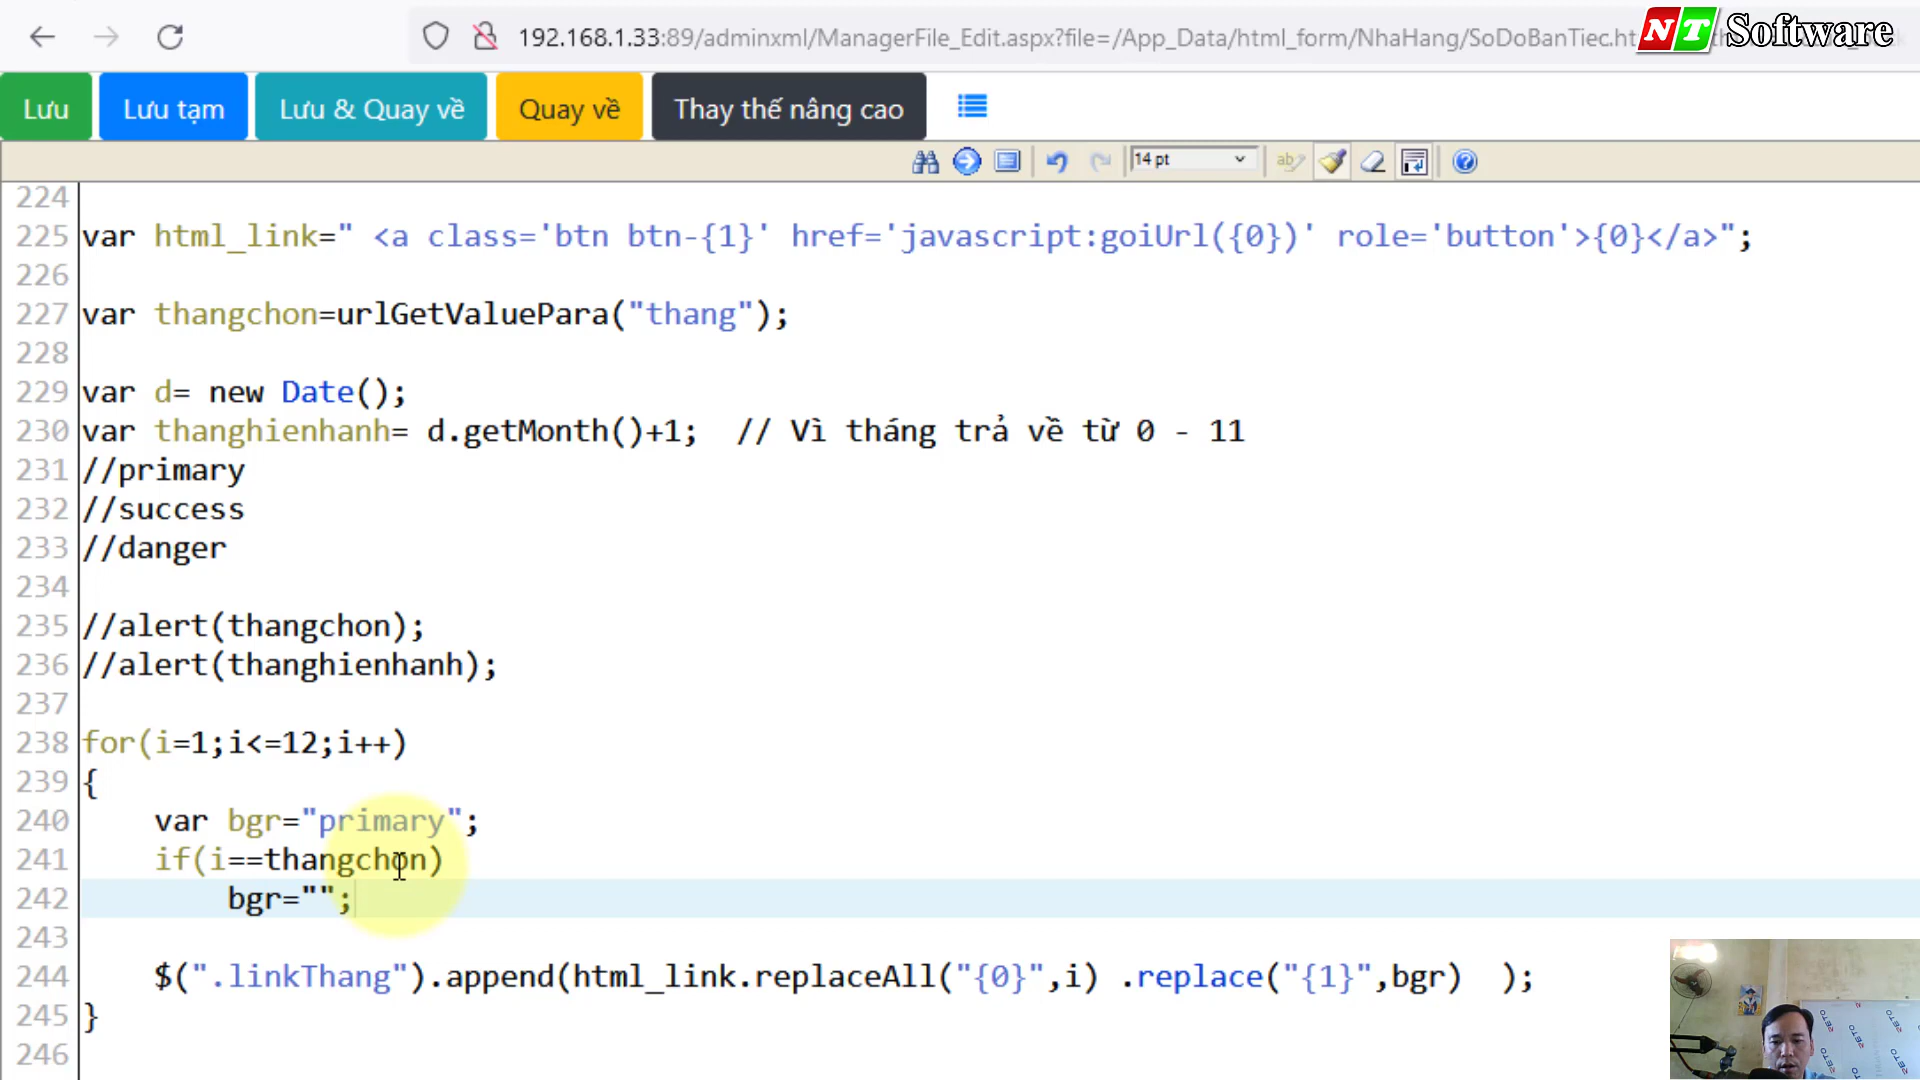 192.168.1.33:89/adminxml/ManagerFile_Edit.aspx?file=/App_Data/html_form/NhaHang/SoDoBanTiec.ht
NT Software
Lưu Lưu tạm Lưu & Quay về Quay về Thay thế nâng cao
14 pt
224
225 var html_link=" <a class='btn btn-{1}' href='javascript:goiUrl({0})' role='button'>{0}</a>";
226
227 var thangchon=urlGetValuePara("thang");
228
229 var d= new Date();
230 var thanghienhanh= d.getMonth()+1; // Vì tháng trả về từ 0 - 11
231 //primary
232 //success
233 //danger
234
235 //alert(thangchon);
236 //alert(thanghienhanh);
237
238 for(i=1;i<=12;i++)
239 {
240 var bgr="primary";
241 if(i==thangchon)
242 bgr="";
243
244 $(".linkThang").append(html_link.replaceAll("{0}",i) .replace("{1}",bgr) );
245 }
246